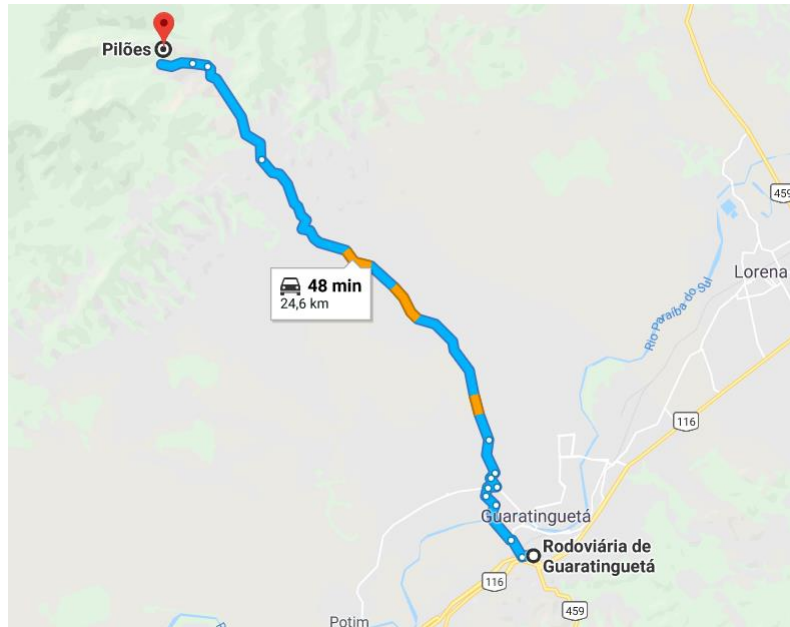 Pilões
459
Lorena
48 min
24,6 km
Rio Paraíba do Sul
116
Guaratinguetá
Rodoviária de
Guaratinguetá
116
459
Potim